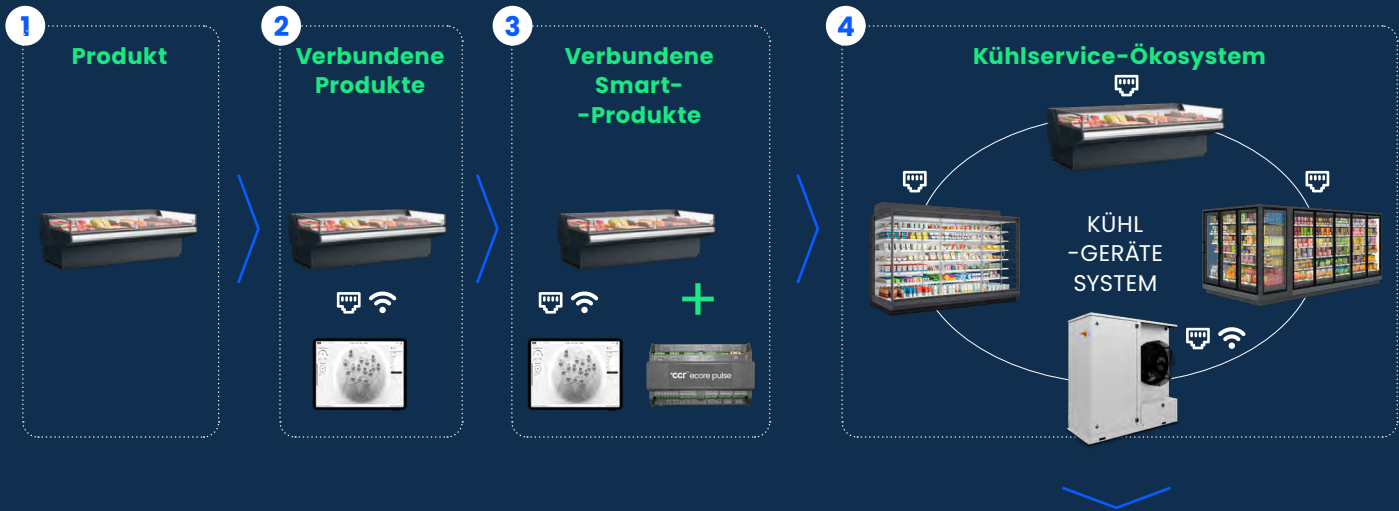 1
Produkt
2
Verbundene
Produkte
3
Verbundene
Smart-
-Produkte
ecore pulse
4
Kühlservice-Ökosystem
KÜHL
-GERÄTE
SYSTEM